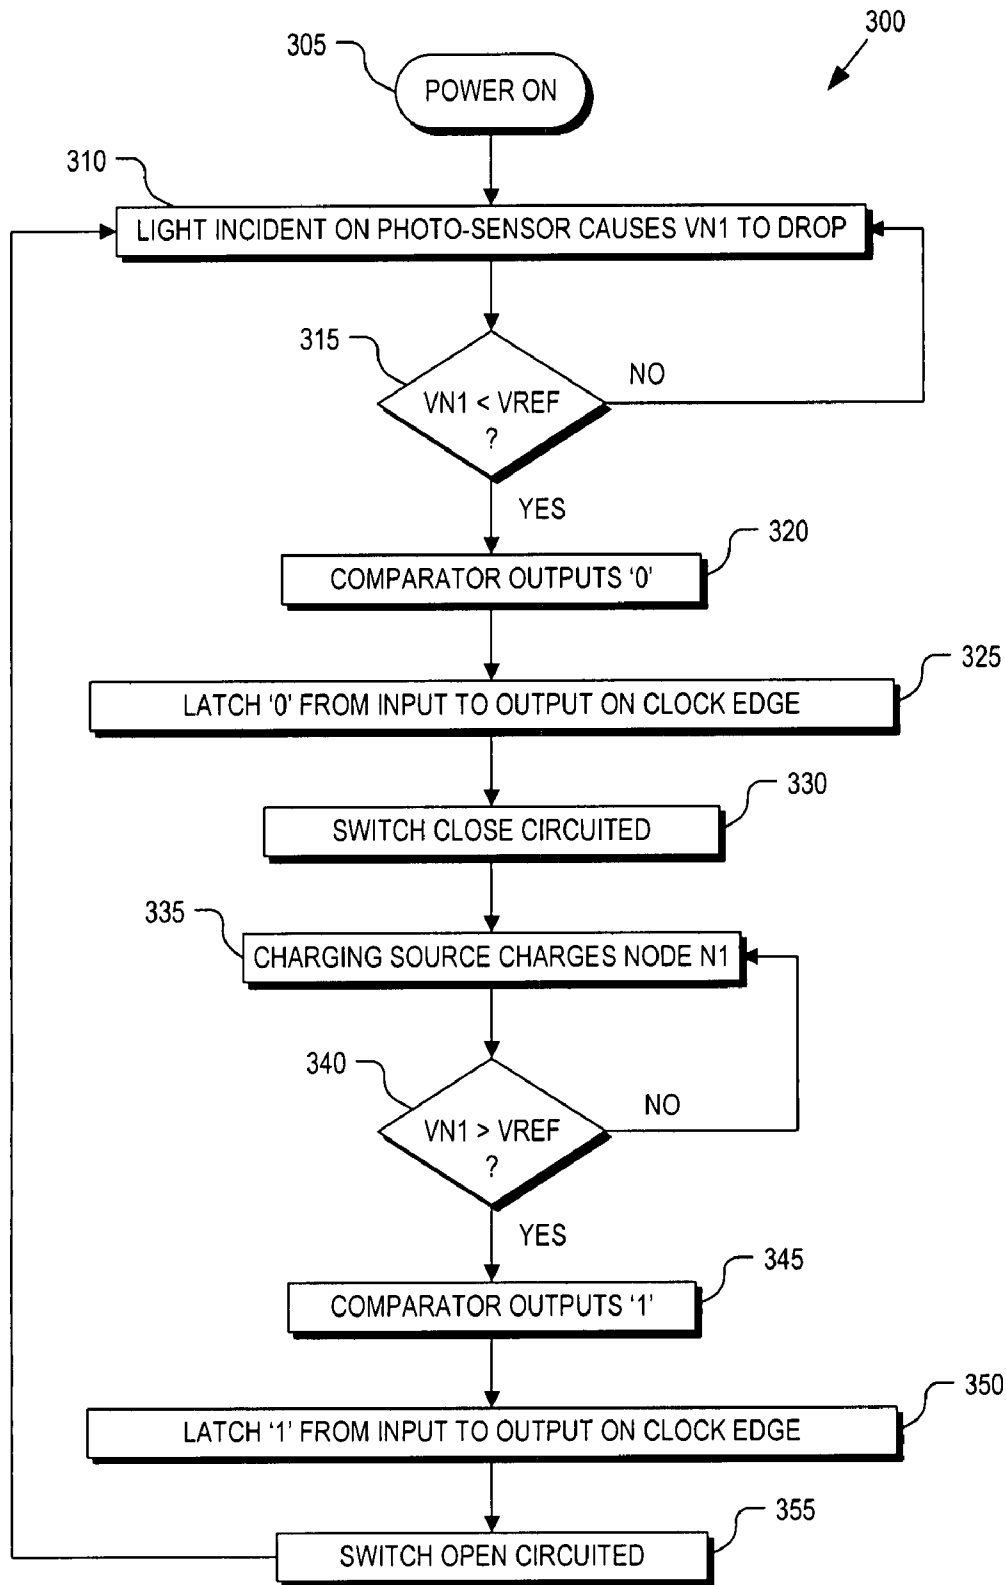 300
305
POWER ON
310
LIGHT INCIDENT ON PHOTO-SENSOR CAUSES VN1 TO DROP
315
VN1 < VREF
?
NO
YES
320
COMPARATOR OUTPUTS ‘0’
325
LATCH ‘0’ FROM INPUT TO OUTPUT ON CLOCK EDGE
330
SWITCH CLOSE CIRCUITED
335
CHARGING SOURCE CHARGES NODE N1
340
VN1 > VREF
?
NO
YES
345
COMPARATOR OUTPUTS ‘1’
350
LATCH ‘1’ FROM INPUT TO OUTPUT ON CLOCK EDGE
355
SWITCH OPEN CIRCUITED